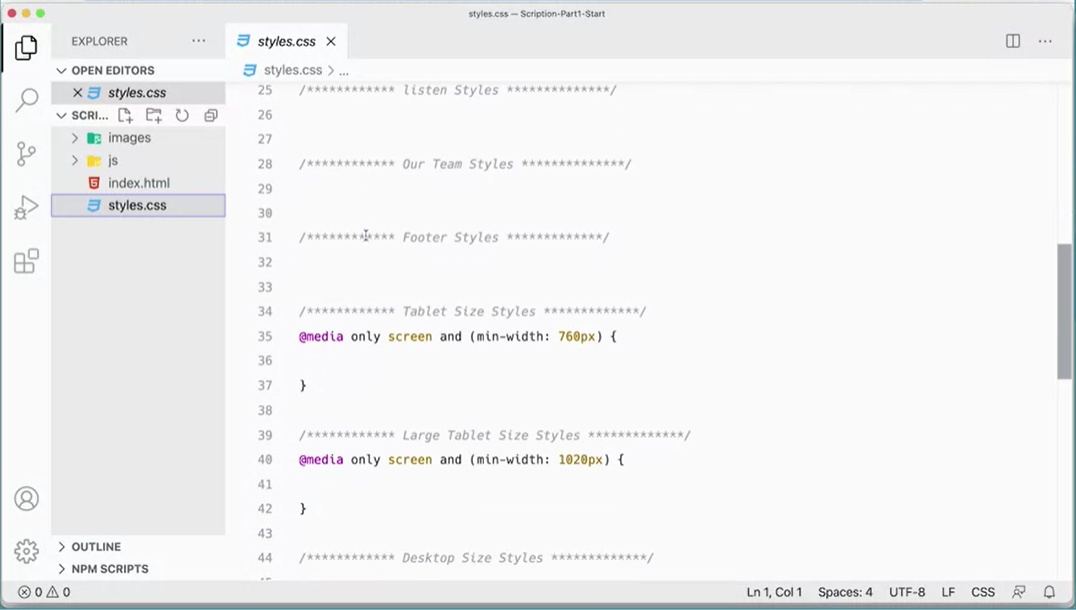 styles.css — Scription-Part1-Start
EXPLORER ···
styles.css ×
OPEN EDITORS
styles.css > ...
× styles.css
SCRI...
images
js
index.html
styles.css
25 /************ listen Styles **************/
26
27
28 /************ Our Team Styles **************/
29
30
31 /************ Footer Styles *************/
32
33
34 /************ Tablet Size Styles *************/
35 @media only screen and (min-width: 760px) {
36
37 }
38
39 /************ Large Tablet Size Styles *************/
40 @media only screen and (min-width: 1020px) {
41
42 }
43
44 /************ Desktop Size Styles *************/
OUTLINE
NPM SCRIPTS
0 0 Ln 1, Col 1 Spaces: 4 UTF-8 LF CSS